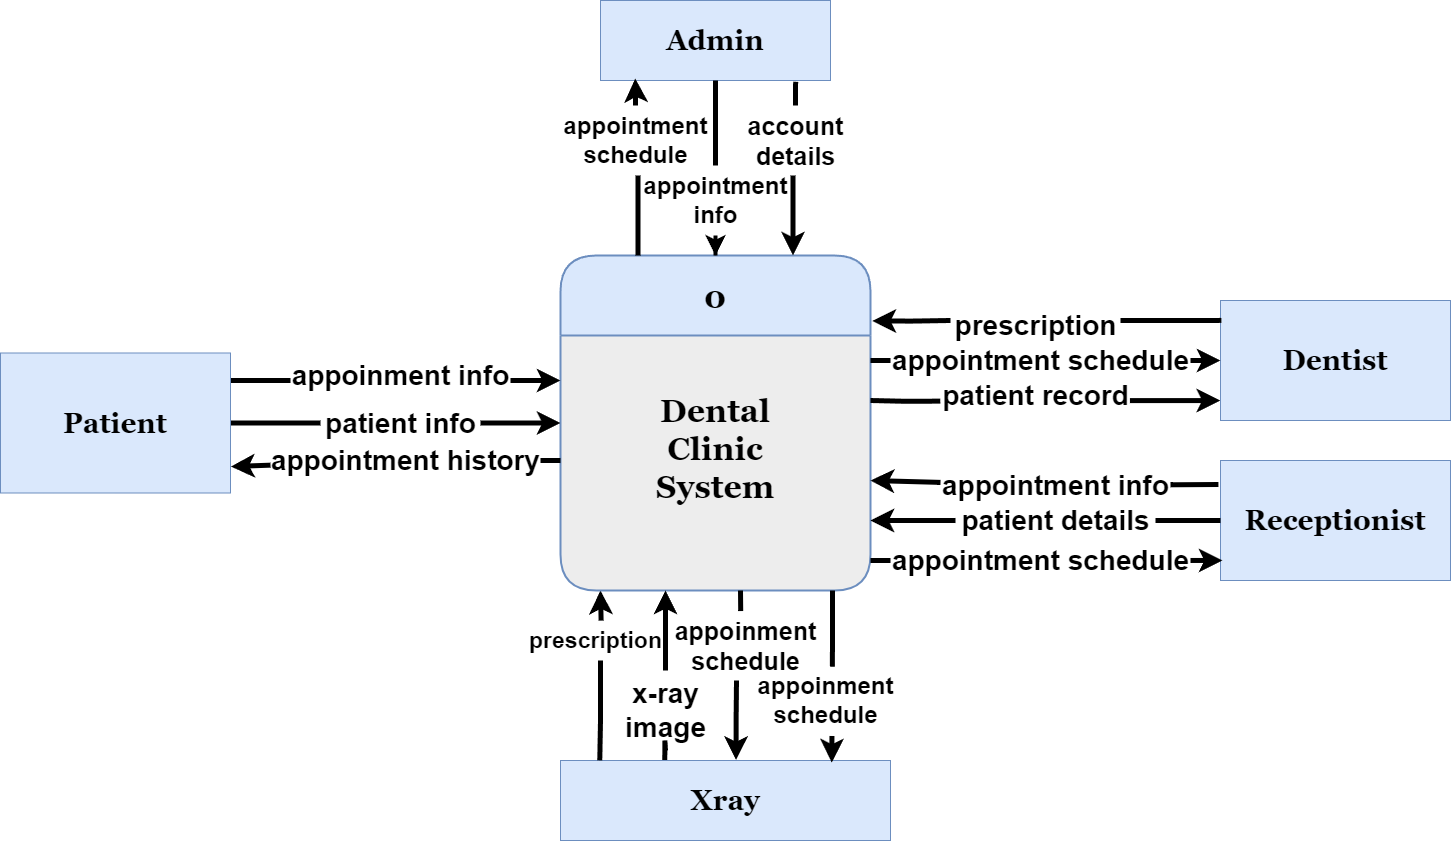 Admin
appointment
schedule
account
details
appointment
info
0
prescription
appointment schedule
patient record
Dentist
appoinment info
patient info
appointment history
Patient
Dental
Clinic
System
appointment info
patient details
appointment schedule
Receptionist
prescription
x-ray
image
appoinment
schedule
appoinment
schedule
Xray